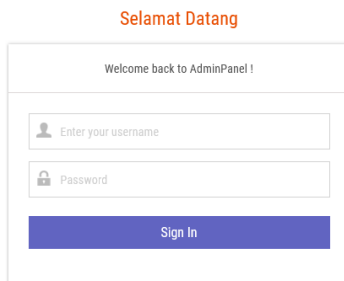 Selamat Datang
Welcome back to AdminPanel !
Enter your username
Password
Sign In